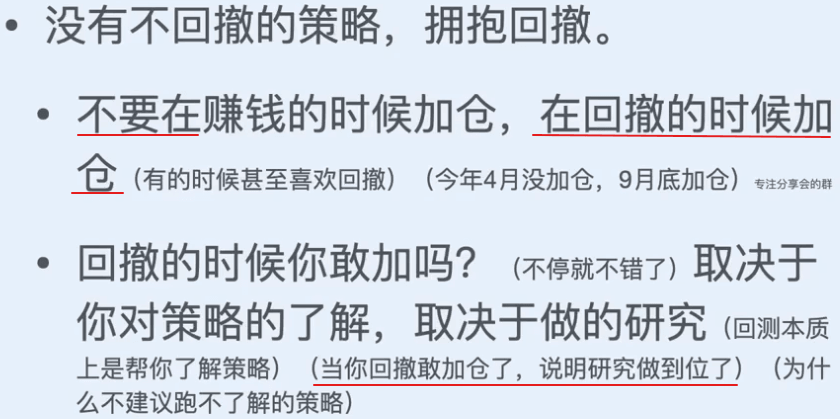 • 没有不回撤的策略，拥抱回撤。
• 不要在赚钱的时候加仓，在回撤的时候加
仓（有的时候甚至喜欢回撤）（今年4月没加仓，9月底加仓）专注分享会的群
• 回撤的时候你敢加吗？（不停就不错了）取决于
你对策略的了解，取决于做的研究（回测本质
上是帮你了解策略）（当你回撤敢加仓了，说明研究做到位了）（为什
么不建议跑不了解的策略）